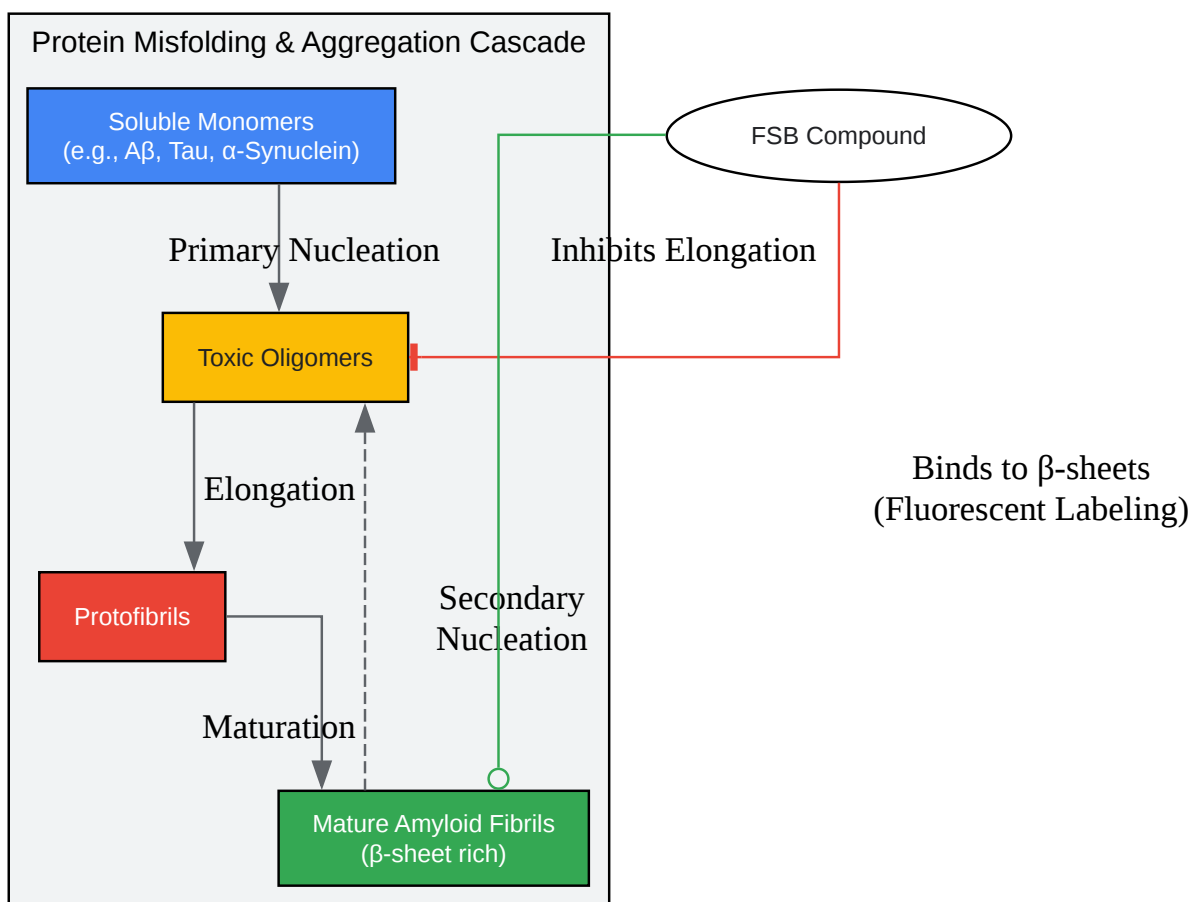 Protein Misfolding & Aggregation Cascade
Soluble Monomers
(e.g., Aβ, Tau, α-Synuclein)
FSB Compound
Primary Nucleation
Inhibits Elongation
Toxic Oligomers
Elongation
Binds to β-sheets
(Fluorescent Labeling)
Protofibrils
Secondary
Nucleation
Maturation
Mature Amyloid Fibrils
(β-sheet rich)